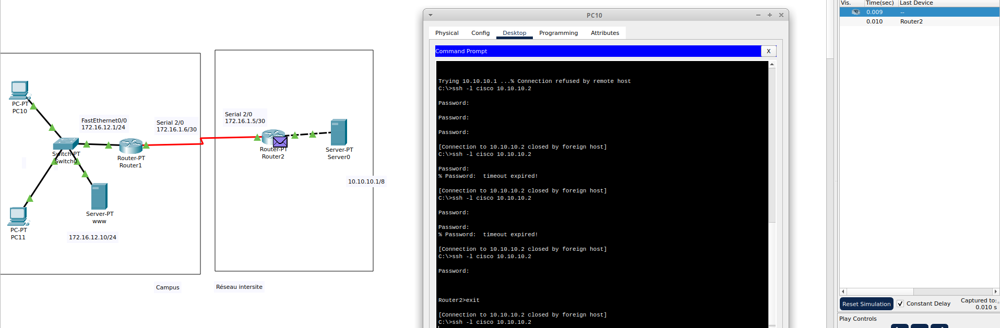 PC-PT
PC10
FastEthernet0/0
172.16.12.1/24
Serial 2/0
172.16.1.6/30
Switch-PT
Switch0
Router-PT
Router1
Server-PT
www
PC-PT
PC11
172.16.12.10/24
Campus
Serial 2/0
172.16.1.5/30
Router-PT
Router2
Server-PT
Server0
10.10.10.1/8
Réseau intersite
PC10
Physical Config Desktop Programming Attributes
Command Prompt X
Trying 10.10.10.1 ...% Connection refused by remote host
C:\>ssh -l cisco 10.10.10.2
Password:
Password:
Password:
[Connection to 10.10.10.2 closed by foreign host]
C:\>ssh -l cisco 10.10.10.2
Password:
% Password:  timeout expired!
[Connection to 10.10.10.2 closed by foreign host]
C:\>ssh -l cisco 10.10.10.2
Password:
Password:
% Password:  timeout expired!
[Connection to 10.10.10.2 closed by foreign host]
C:\>ssh -l cisco 10.10.10.2
Password:
Router2>exit
[Connection to 10.10.10.2 closed by foreign host]
C:\>ssh -l cisco 10.10.10.2
Vis. Time(sec) Last Device
0.009 --
0.010 Router2
Reset Simulation Constant Delay Captured to:
0.010 s
Play Controls